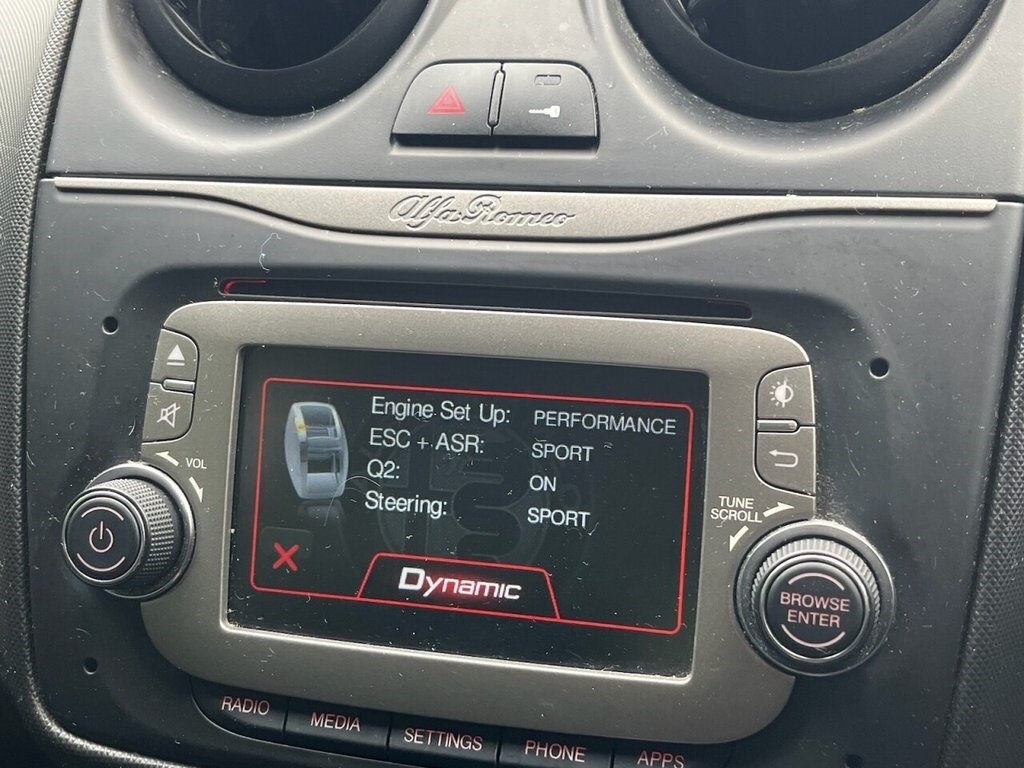 Alfa Romeo
Engine Set Up: PERFORMANCE
ESC + ASR: SPORT
Q2: ON
Steering: SPORT
Dynamic
VOL
TUNE
SCROLL
BROWSE
ENTER
RADIO
MEDIA
SETTINGS
PHONE
APPS